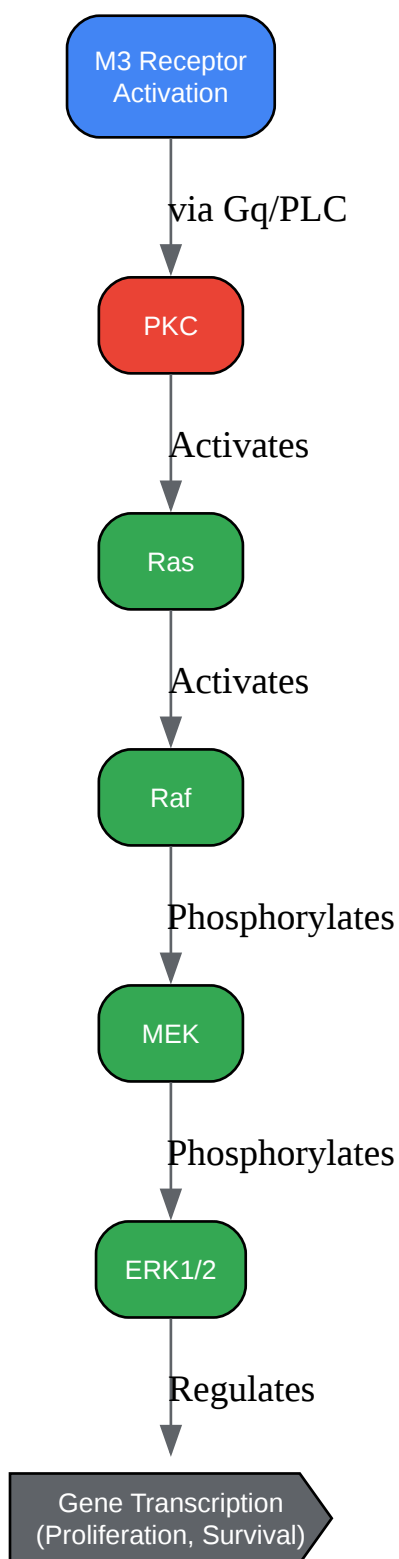 M3 Receptor
Activation
via Gq/PLC
PKC
Activates
Ras
Activates
Raf
Phosphorylates
MEK
Phosphorylates
ERK1/2
Regulates
Gene Transcription
(Proliferation, Survival)